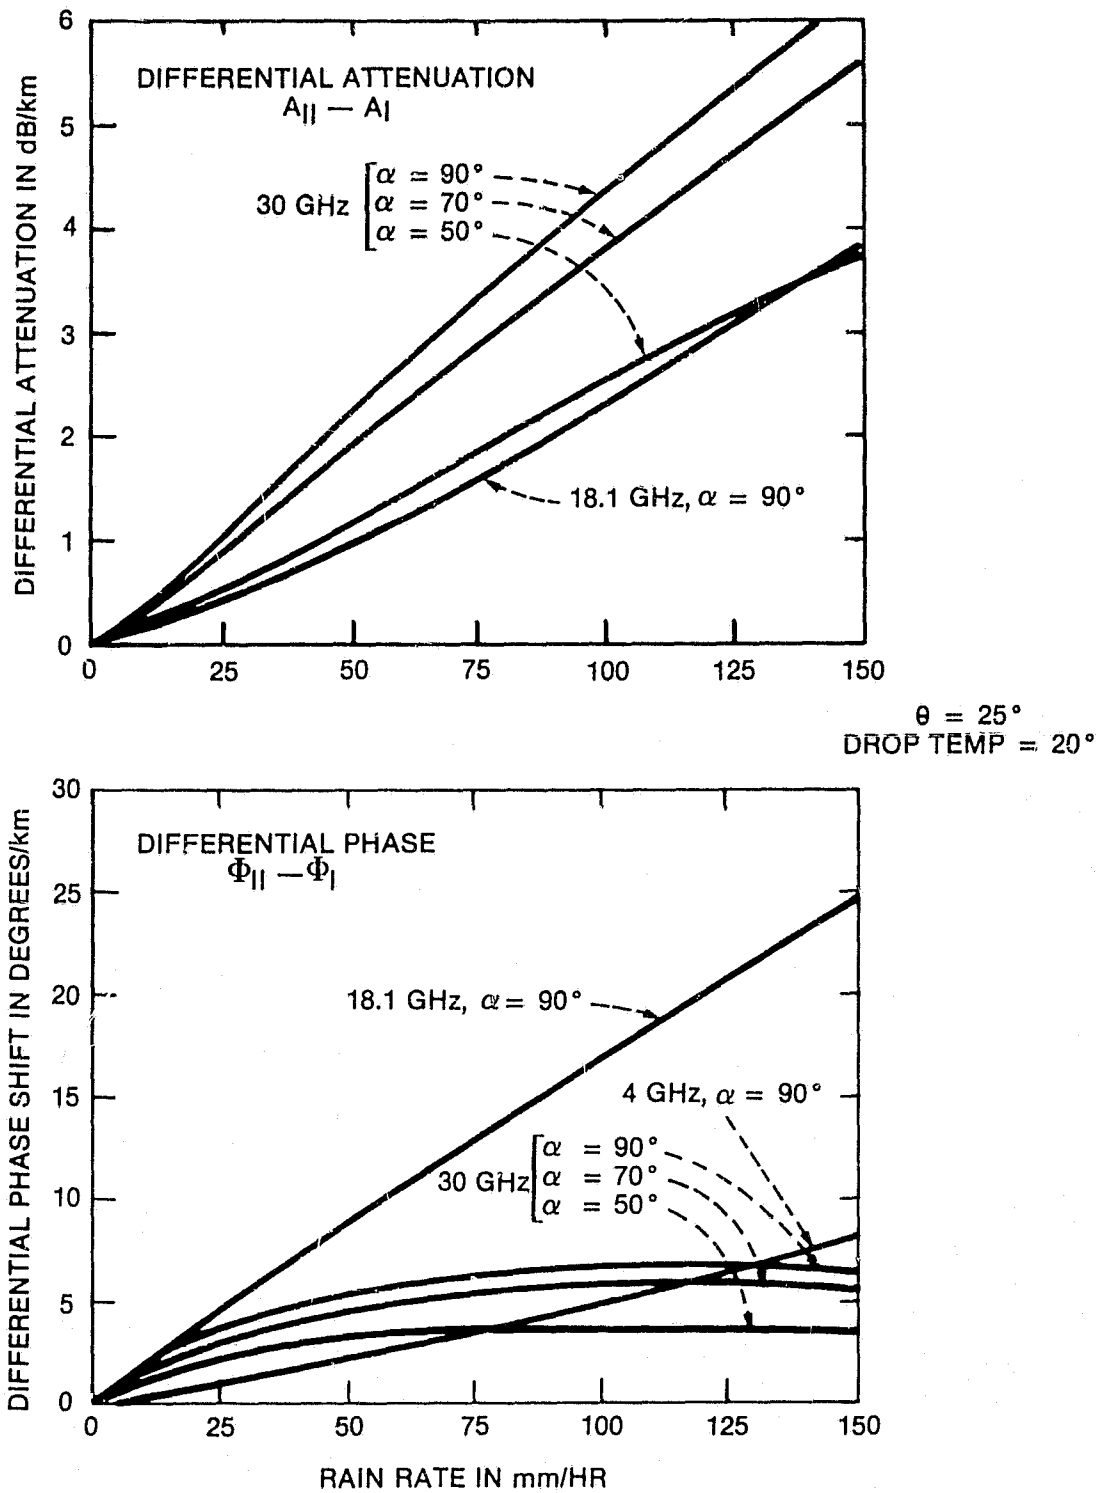 6
DIFFERENTIAL ATTENUATION
A|| — A|
5
30 GHz
α = 90°
α = 70°
α = 50°
4
3
2
18.1 GHz, α = 90°
1
0
DIFFERENTIAL ATTENUATION IN dB/km
0 25 50 75 100 125 150
θ = 25°
DROP TEMP = 20°
30
DIFFERENTIAL PHASE
Φ|| — Φ|
25
20
18.1 GHz, α = 90°
15
4 GHz, α = 90°
30 GHz
α = 90°
α = 70°
α = 50°
10
5
0
DIFFERENTIAL PHASE SHIFT IN DEGREES/km
0 25 50 75 100 125 150
RAIN RATE IN mm/HR